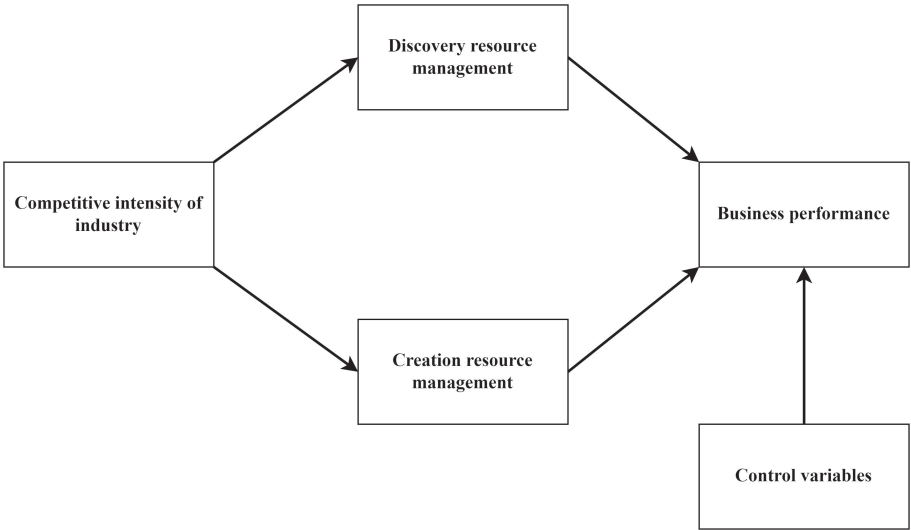 Discovery resource
management
Competitive intensity of
industry
Business performance
Creation resource
management
Control variables